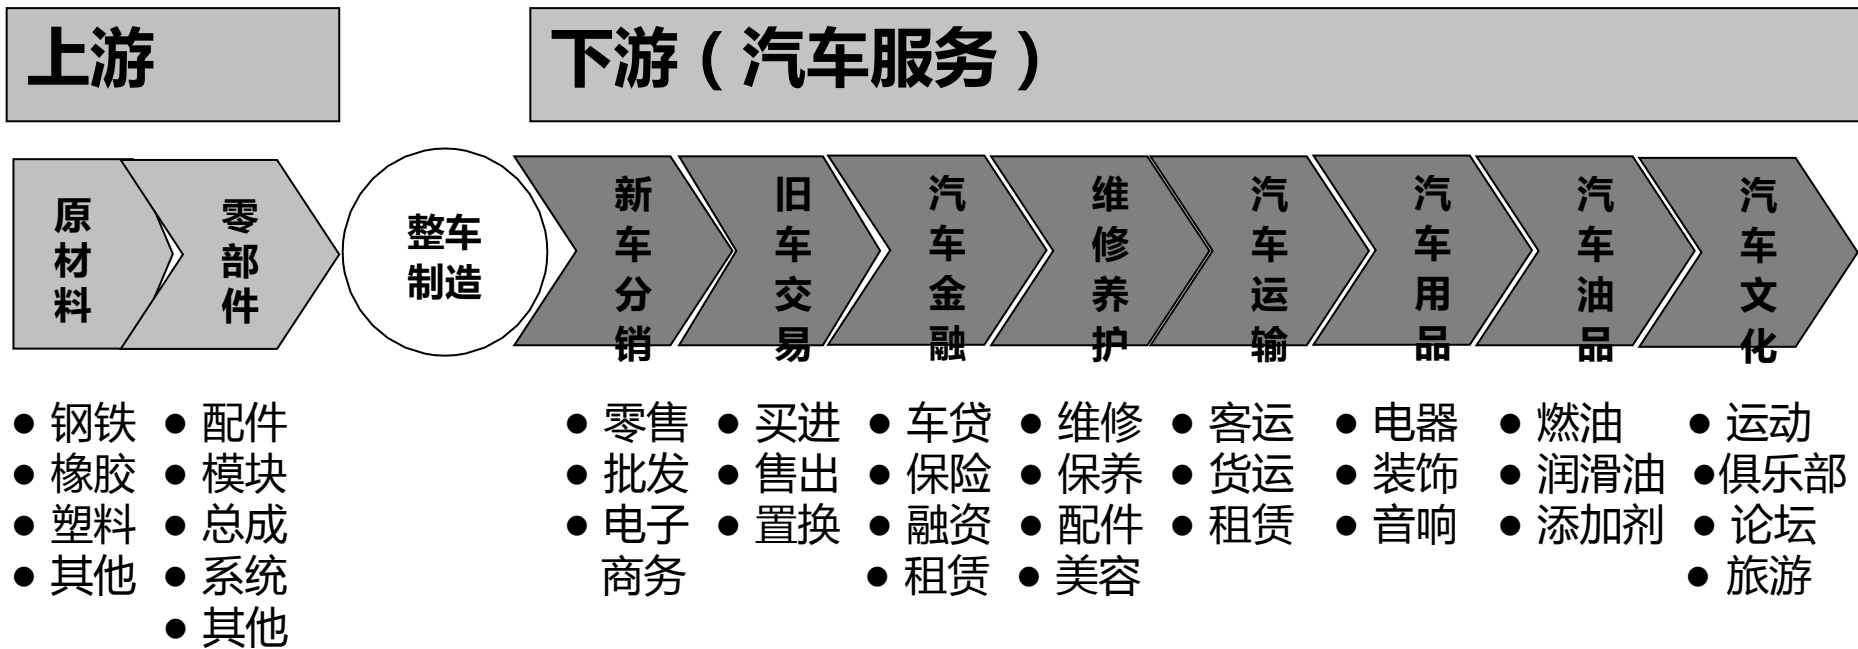 上游
下游（汽车服务）
原材料
零部件
整车
制造
新车分销
旧车交易
汽车金融
维修养护
汽车运输
汽车用品
汽车油品
汽车文化
● 钢铁
● 橡胶
● 塑料
● 其他
● 配件
● 模块
● 总成
● 系统
● 其他
● 零售
● 批发
● 电子
商务
● 买进
● 售出
● 置换
● 车贷
● 保险
● 融资
● 租赁
● 维修
● 保养
● 配件
● 美容
● 客运
● 货运
● 租赁
● 电器
● 装饰
● 音响
● 燃油
● 润滑油
● 添加剂
● 运动
●俱乐部
● 论坛
● 旅游